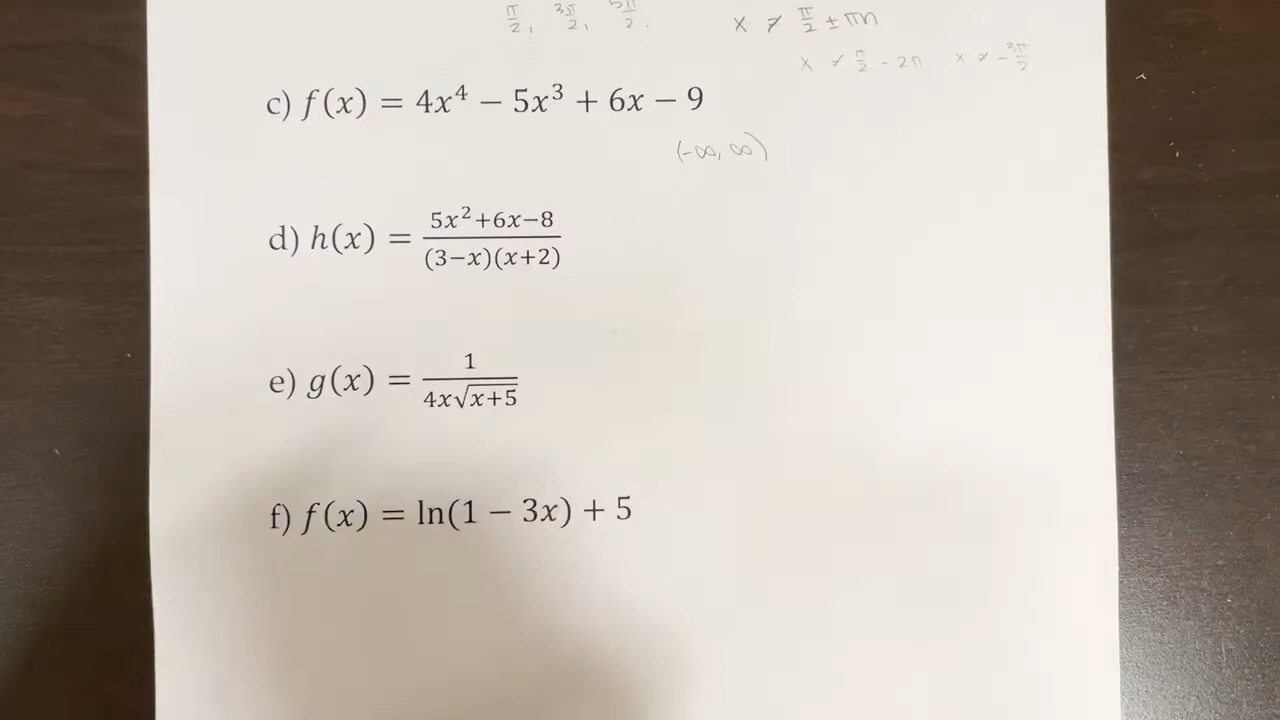 π/2, 3π/2, 5π/2. x ≠ π/2 ± πn
x ≠ π/2 - 2π x ≠ -3π/2
c) f(x) = 4x⁴ − 5x³ + 6x − 9
(-∞, ∞)
d) h(x) = 5x²+6x−8 / (3−x)(x+2)
e) g(x) = 1 / 4x√x+5
f) f(x) = ln(1 − 3x) + 5